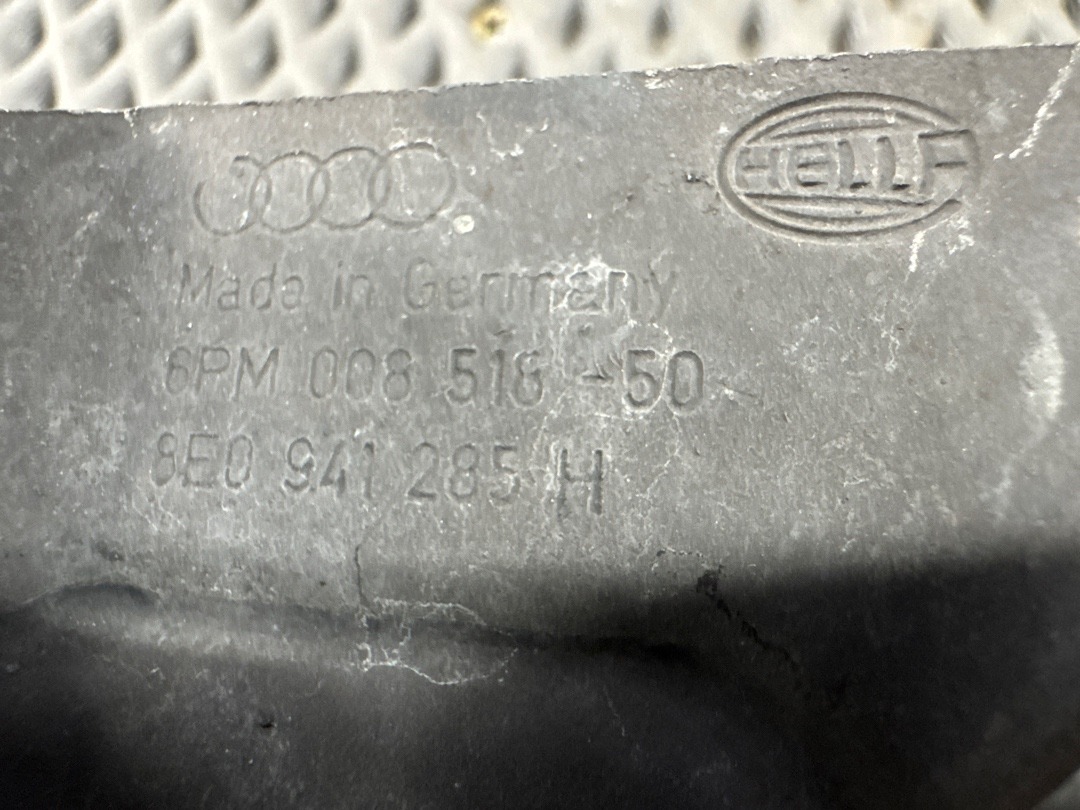 HELLA
Made in Germany
6PM 008 518 -50
8E0 941 285 H